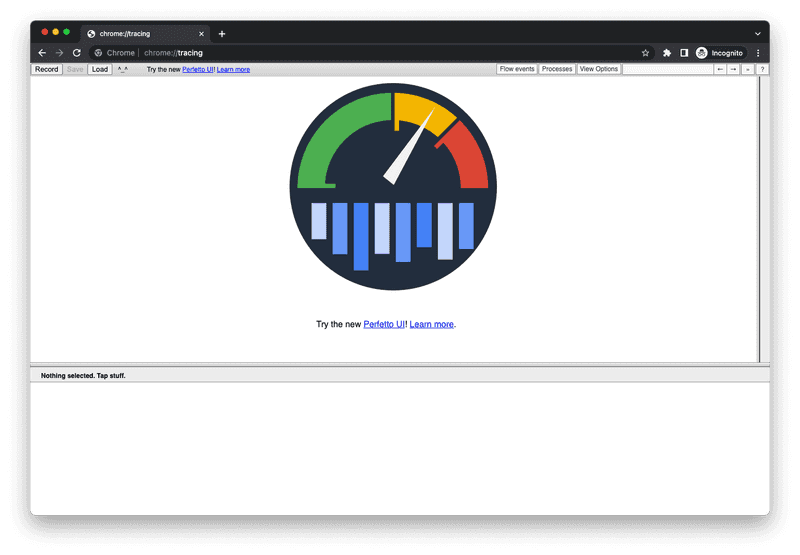 chrome://tracing
Chrome chrome://tracing Incognito
Record Save Load ^_^ Try the new Perfetto UI! Learn more Flow events Processes View Options ← → » ?
Try the new Perfetto UI! Learn more.
Nothing selected. Tap stuff.